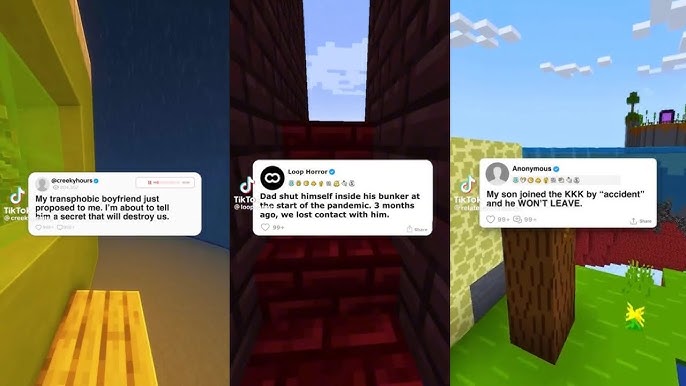 @creekyhours
My transphobic boyfriend just
proposed to me. I'm about to tell
him a secret that will destroy us.
TikTok
@creek
Loop Horror
Dad shut himself inside his bunker at
the start of the pandemic. 3 months
ago, we lost contact with him.
99+
Share
TikTok
@loop
Anonymous
My son joined the KKK by “accident”
and he WON'T LEAVE.
99+ 99+
Share
TikTok